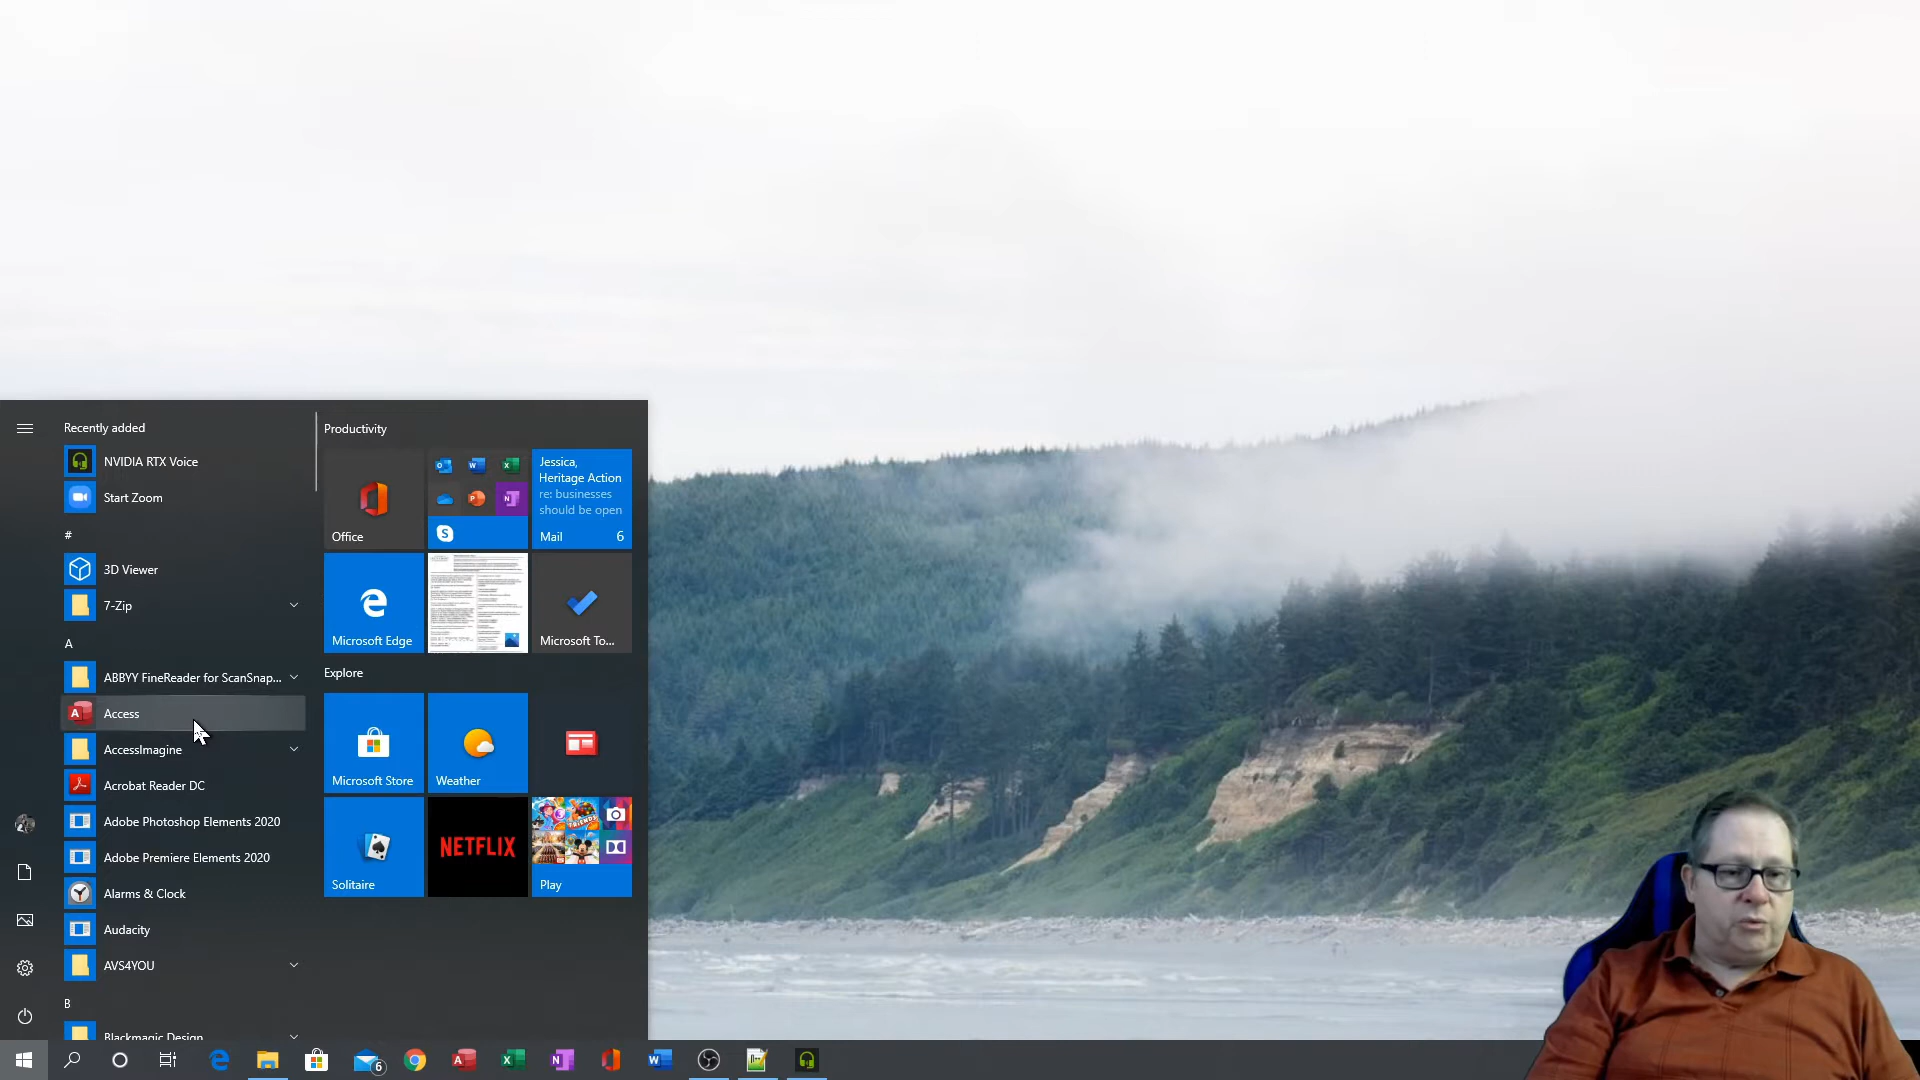 Recently added
NVIDIA RTX Voice
Start Zoom
#
3D Viewer
7-Zip
A
ABBYY FineReader for ScanSnap...
Access
AccessImagine
Acrobat Reader DC
Adobe Photoshop Elements 2020
Adobe Premiere Elements 2020
Alarms & Clock
Audacity
AVS4YOU
B
Blackmagic Design
Productivity
Office
Jessica,
Heritage Action
re: businesses
should be open
Mail 6
Microsoft Edge
Microsoft To...
Explore
Microsoft Store
Weather
Solitaire
NETFLIX
Play
6